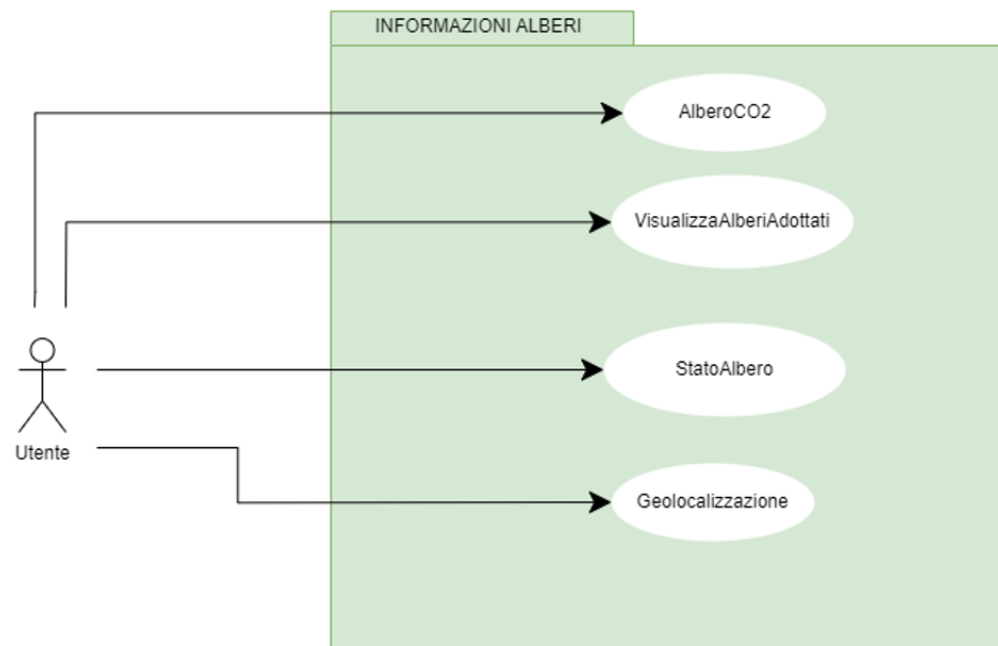 INFORMAZIONI ALBERI
AlberoCO2
VisualizzaAlberiAdottati
StatoAlbero
Utente
Geolocalizzazione